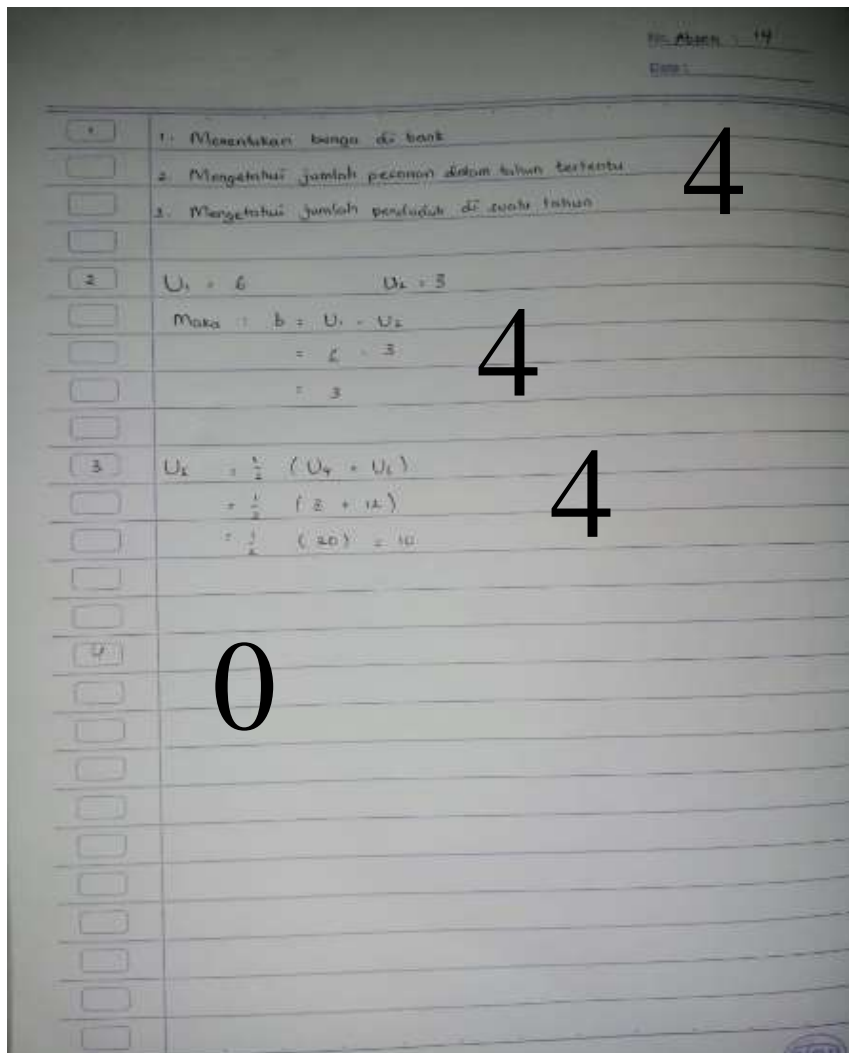 No. Absen : 14
Date :
1 1. Menentukan bunga di bank
2. Mengetahui jumlah pesanan dalam tahun tertentu
3. Mengetahui jumlah penduduk di suatu tahun
4
2 U₁ = 6 U₂ = 3
Maka : b = U₁ - U₂
= 6 - 3
= 3
4
3 = ½ (U₄ + U₆)
= ½ (8 + 12)
= ½ (20) = 10
4
4
0